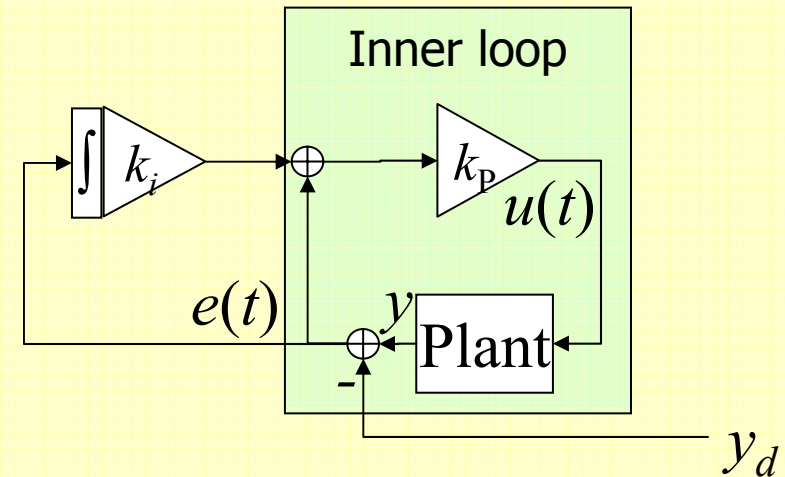 Inner loop
∫ k_i
k_P
u(t)
e(t)
y
Plant
-
y_d